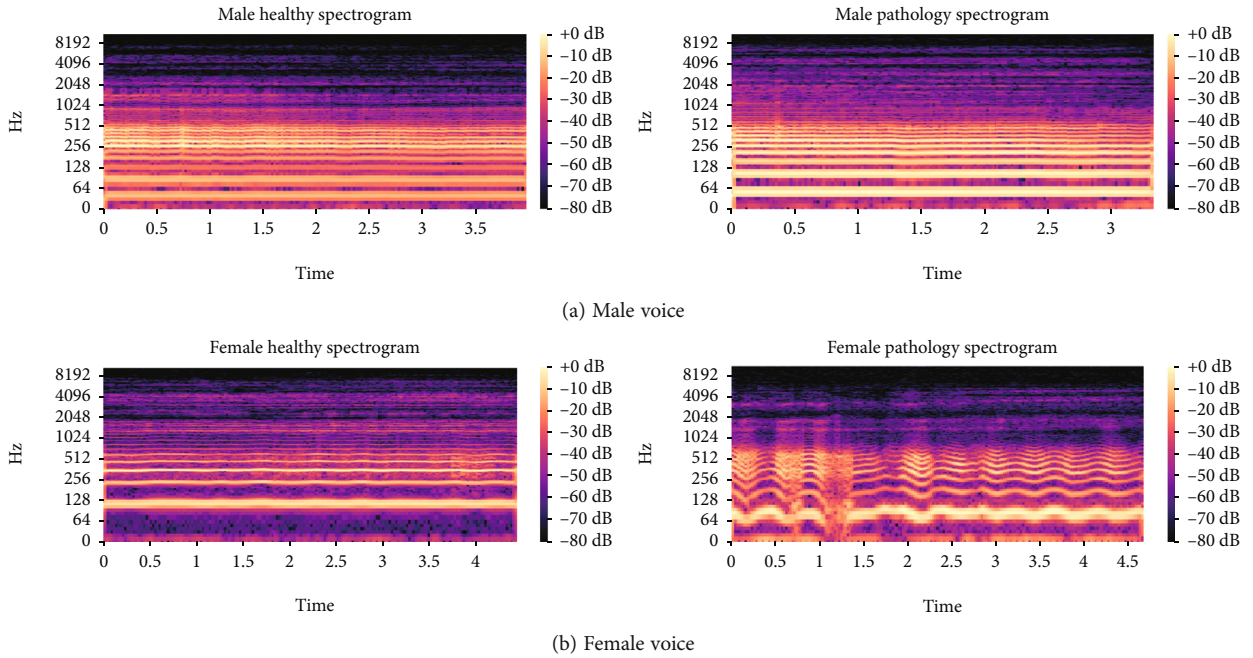 Male healthy spectrogram
Hz
8192
4096
2048
1024
512
256
128
64
0
0 0.5 1 1.5 2 2.5 3 3.5
Time
+0 dB
–10 dB
–20 dB
–30 dB
–40 dB
–50 dB
–60 dB
–70 dB
–80 dB
Male pathology spectrogram
Hz
8192
4096
2048
1024
512
256
128
64
0
0 0.5 1 1.5 2 2.5 3
Time
+0 dB
–10 dB
–20 dB
–30 dB
–40 dB
–50 dB
–60 dB
–70 dB
–80 dB
(a) Male voice
Female healthy spectrogram
Hz
8192
4096
2048
1024
512
256
128
64
0
0 0.5 1 1.5 2 2.5 3 3.5 4
Time
+0 dB
–10 dB
–20 dB
–30 dB
–40 dB
–50 dB
–60 dB
–70 dB
–80 dB
Female pathology spectrogram
Hz
8192
4096
2048
1024
512
256
128
64
0
0 0.5 1 1.5 2 2.5 3 3.5 4 4.5
Time
+0 dB
–10 dB
–20 dB
–30 dB
–40 dB
–50 dB
–60 dB
–70 dB
–80 dB
(b) Female voice